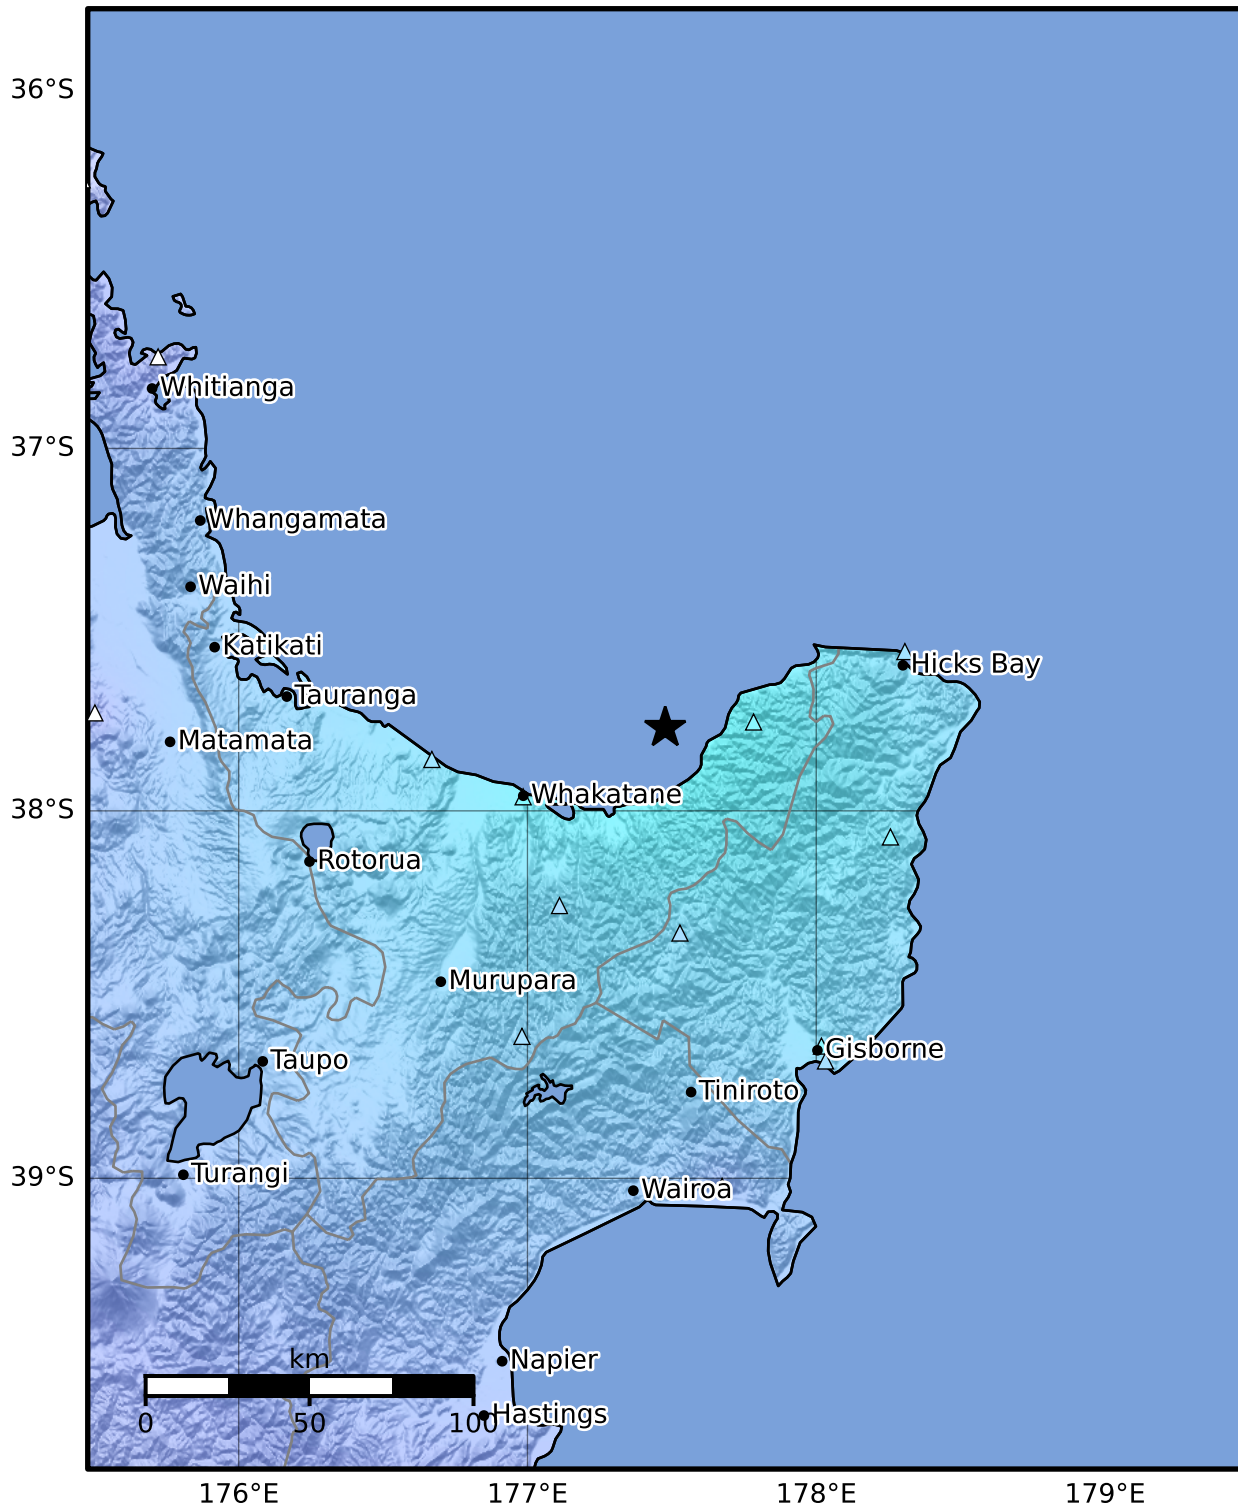 36°S
Whitianga
37°S
Whangamata
Waihi
Katikati
Hicks Bay
Tauranga
Matamata
Whakatane
38°S
Rotorua
Murupara
Gisborne
Taupo
Tiniroto
39°S
Turangi
Wairoa
km
Napier
0 50 100
Hastings
176°E 177°E 178°E 179°E